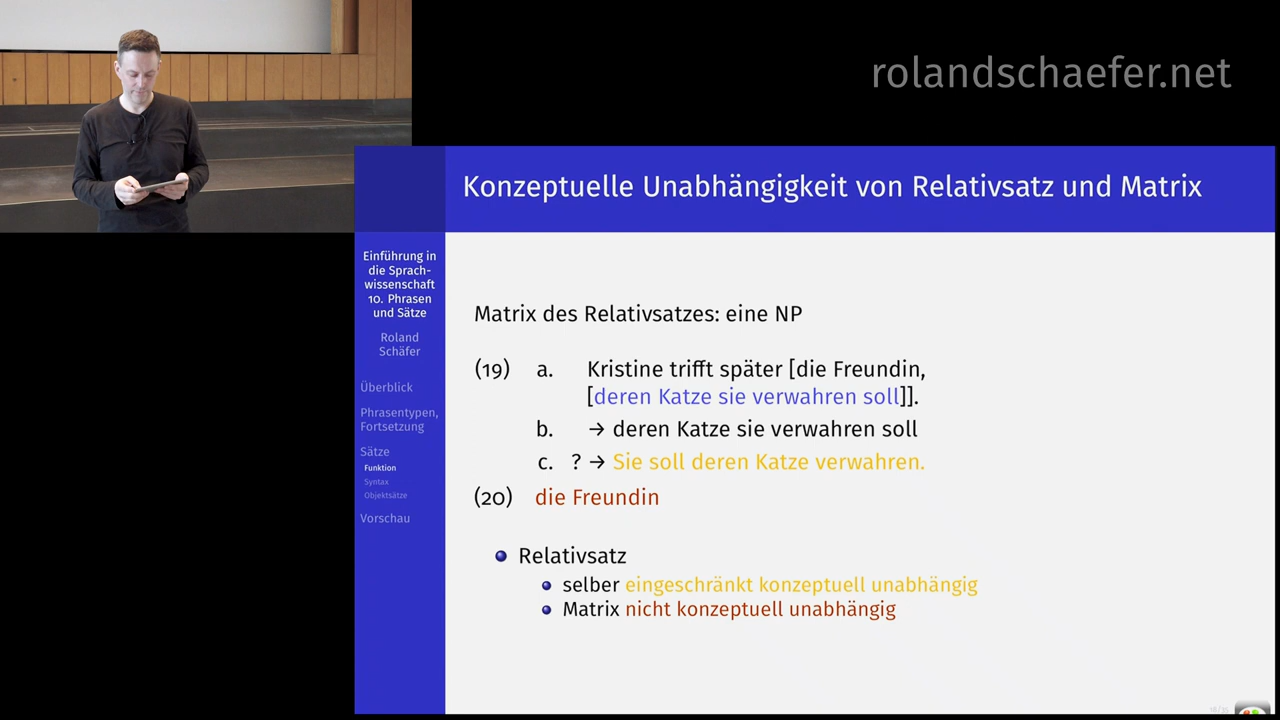 rolandschaefer.net
Konzeptuelle Unabhängigkeit von Relativsatz und Matrix
Einführung in
die Sprach-
wissenschaft
10. Phrasen
und Sätze
Roland
Schäfer
Überblick
Phrasentypen,
Fortsetzung
Sätze
Funktion
Syntax
Objektsätze
Vorschau
Matrix des Relativsatzes: eine NP
(19) a. Kristine trifft später [die Freundin,
[deren Katze sie verwahren soll]].
b. → deren Katze sie verwahren soll
c. ? → Sie soll deren Katze verwahren.
(20) die Freundin
Relativsatz
selber eingeschränkt konzeptuell unabhängig
Matrix nicht konzeptuell unabhängig